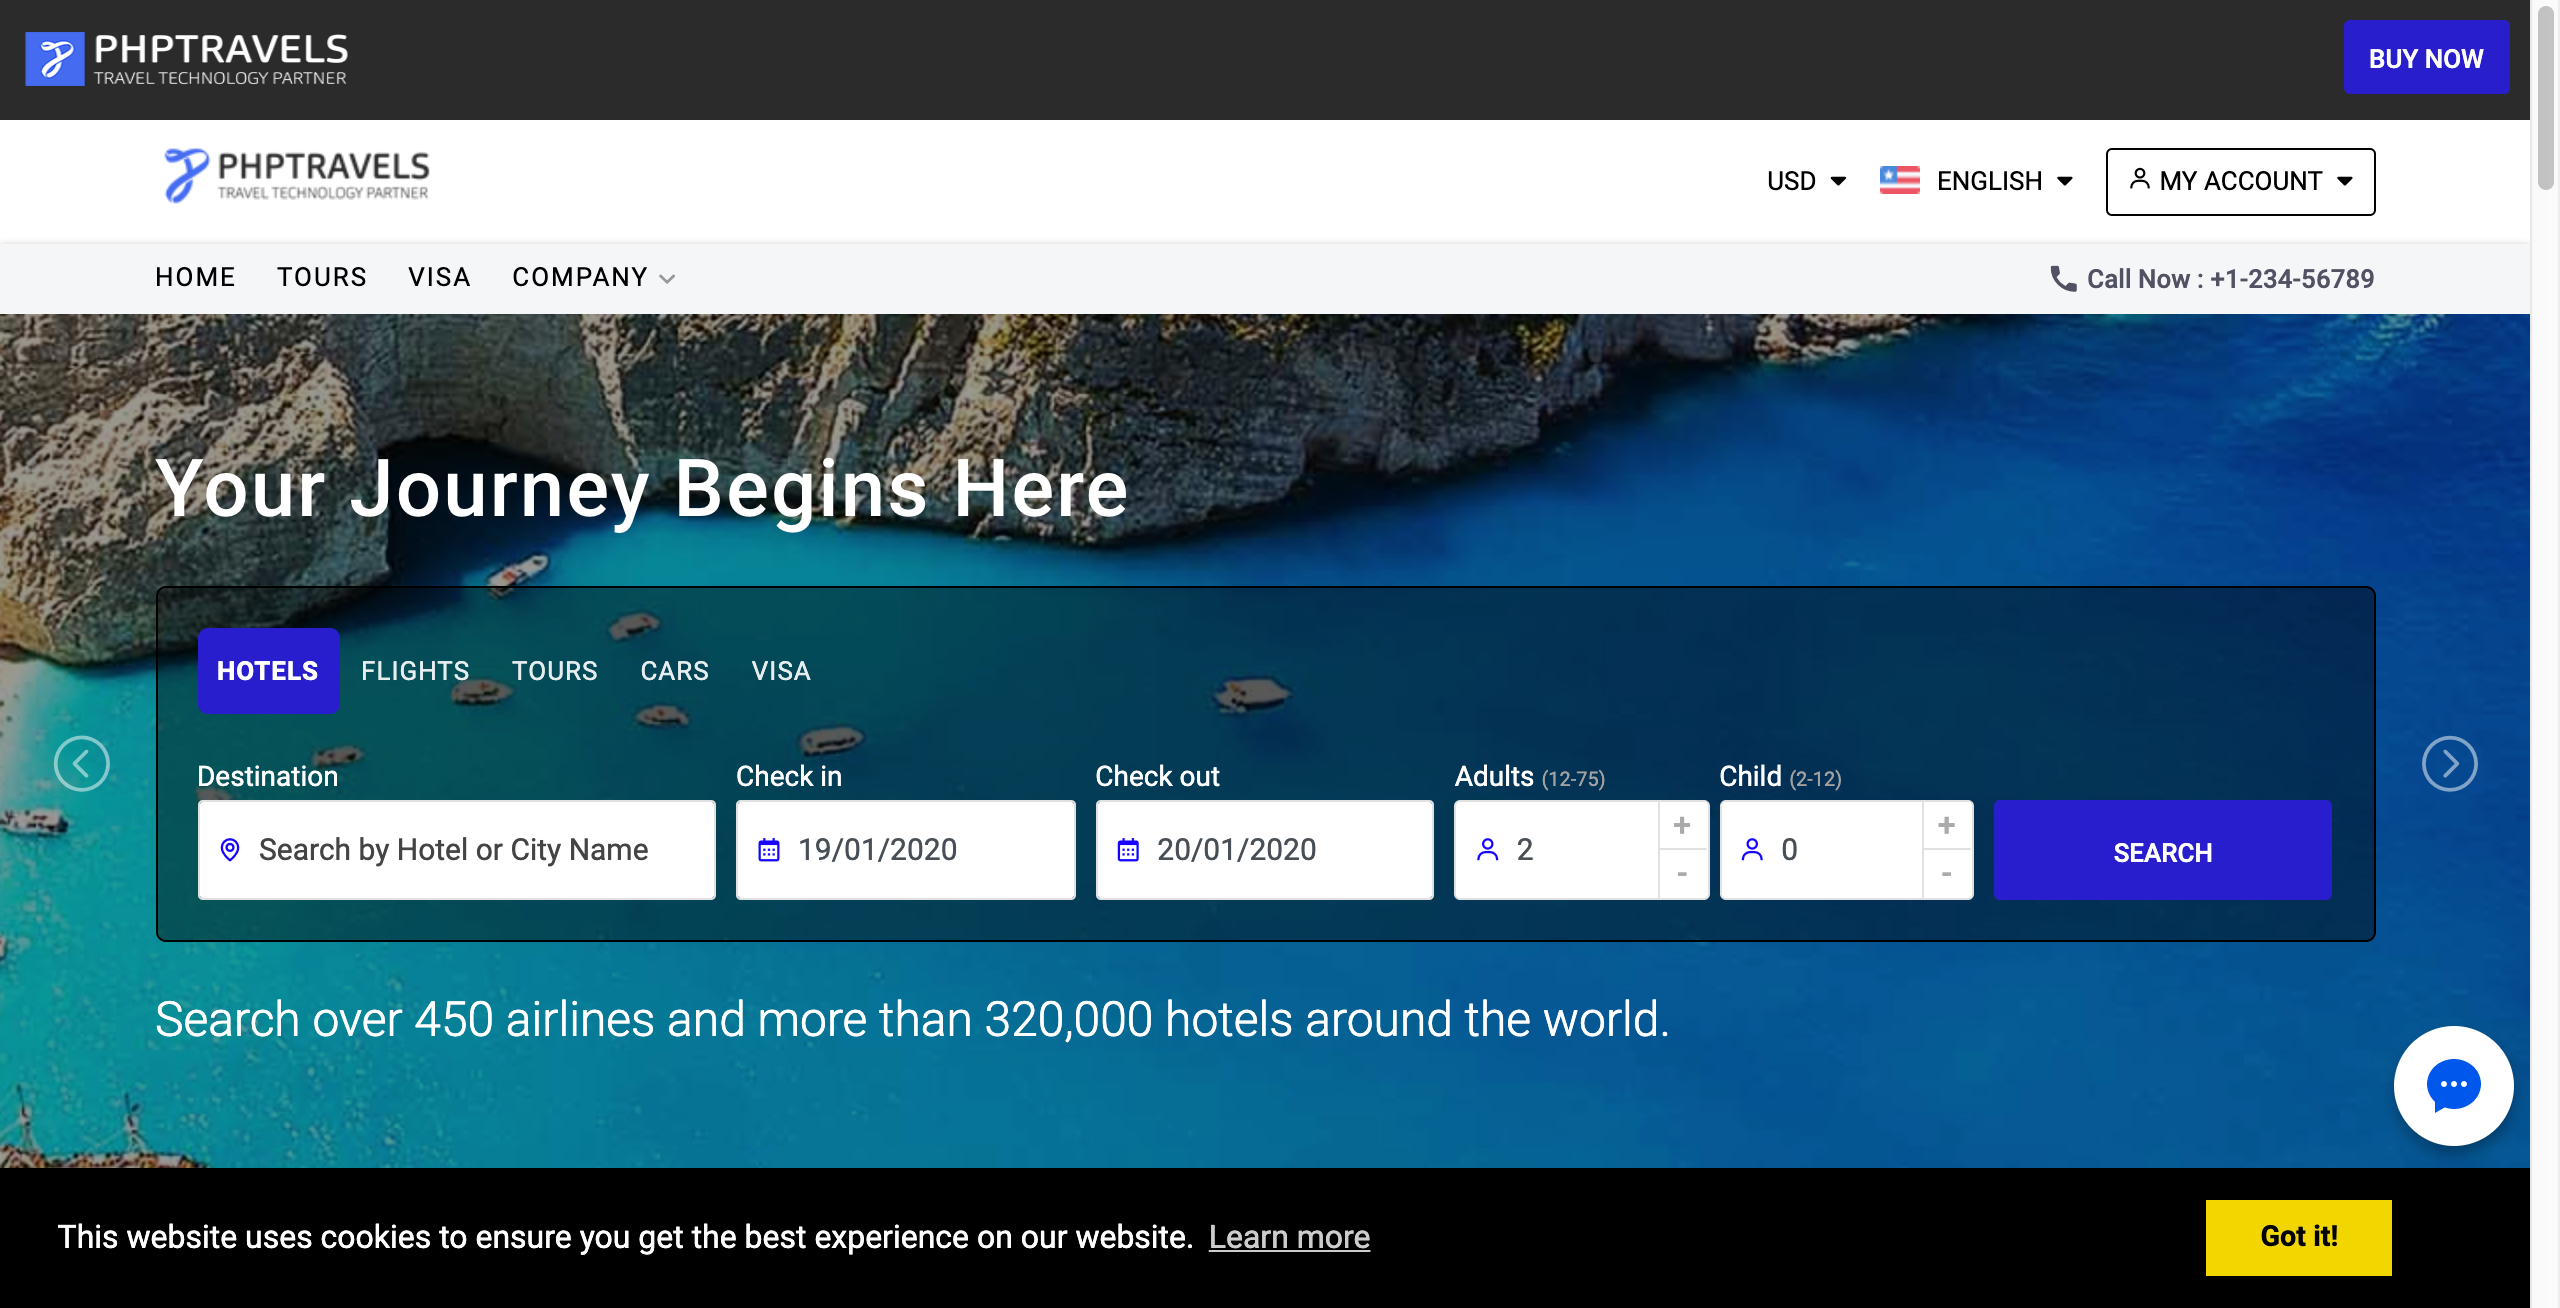 PHPTRAVELS
TRAVEL TECHNOLOGY PARTNER
BUY NOW
PHPTRAVELS
TRAVEL TECHNOLOGY PARTNER
USD
ENGLISH
MY ACCOUNT
HOME TOURS VISA COMPANY
Call Now : +1-234-56789
Your Journey Begins Here
HOTELS FLIGHTS TOURS CARS VISA
Destination Check in Check out Adults (12-75) Child (2-12)
Search by Hotel or City Name 19/01/2020 20/01/2020 2 + - 0 + - SEARCH
Search over 450 airlines and more than 320,000 hotels around the world.
This website uses cookies to ensure you get the best experience on our website. Learn more
Got it!